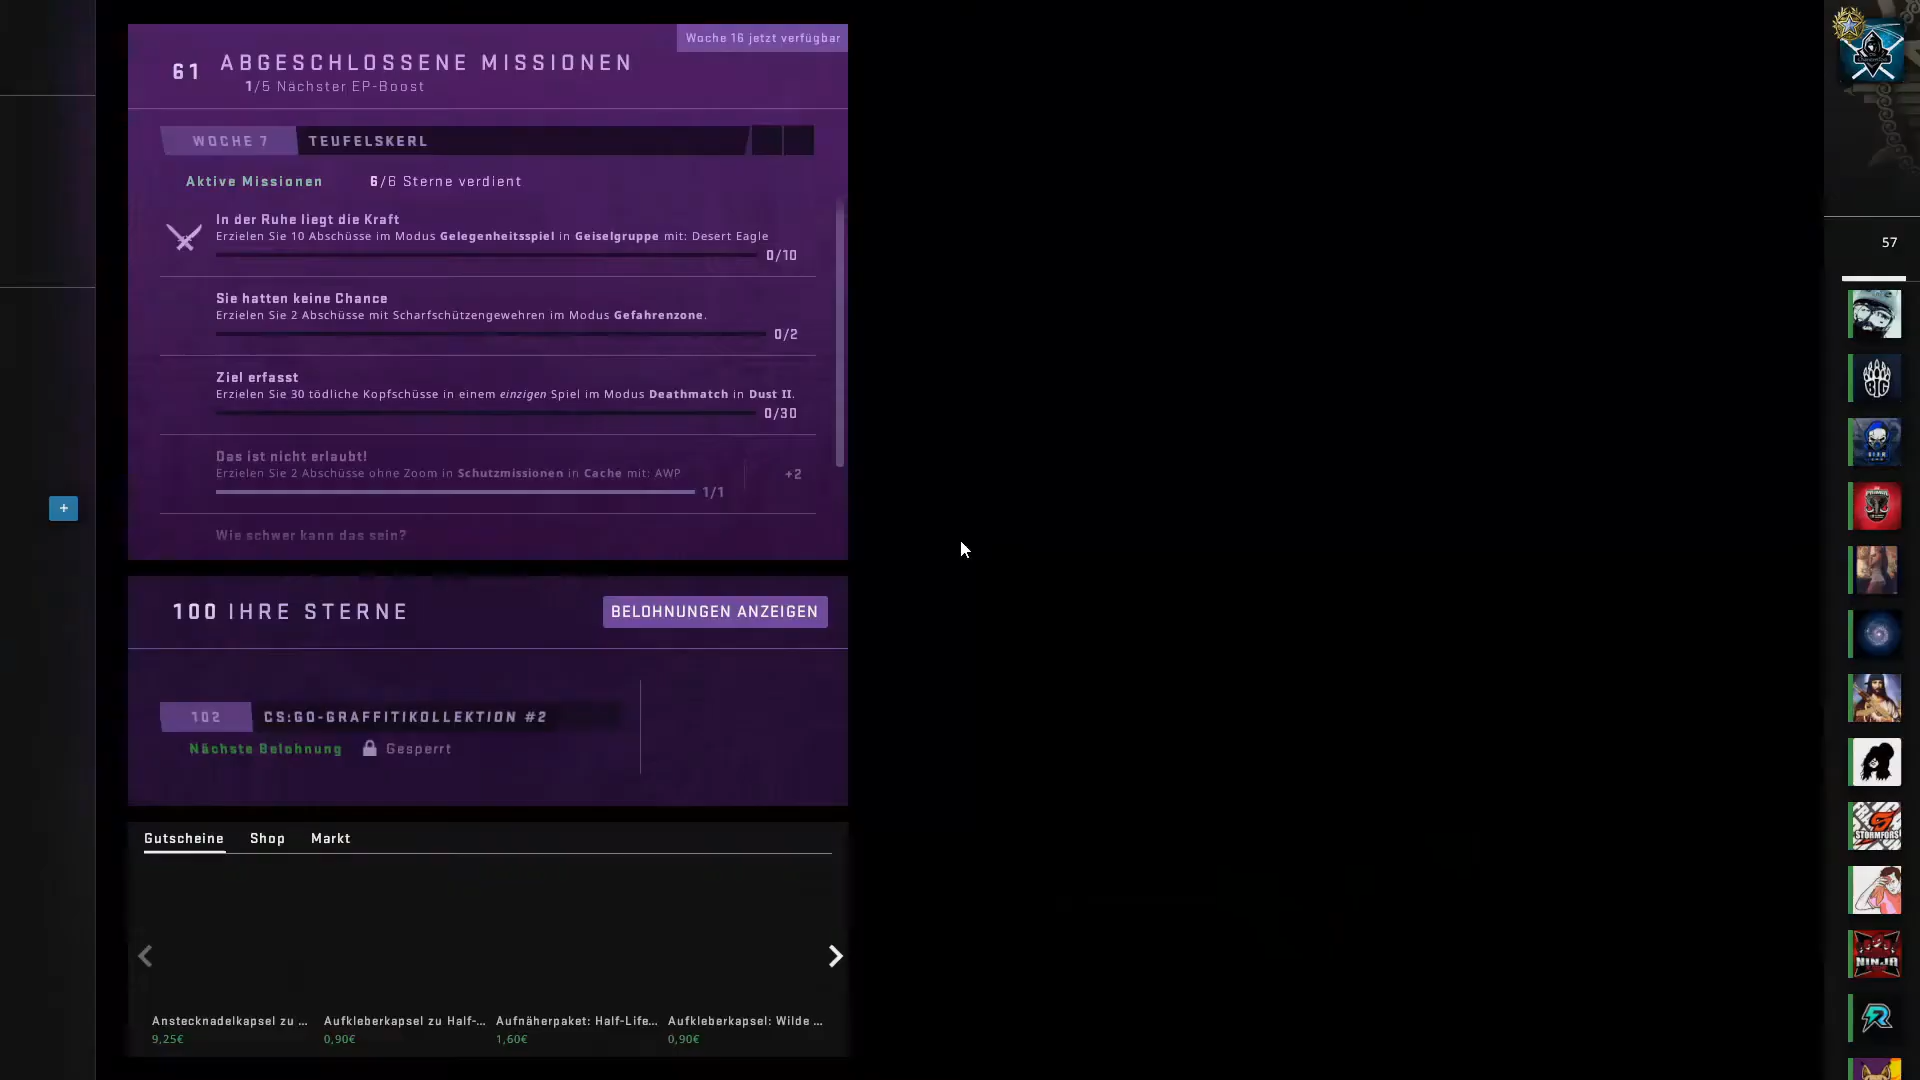 Woche 16 jetzt verfügbar
61 ABGESCHLOSSENE MISSIONEN
1/5 Nächster EP-Boost
WOCHE 7 TEUFELSKERL
Aktive Missionen 6/6 Sterne verdient
In der Ruhe liegt die Kraft
Erzielen Sie 10 Abschüsse im Modus Gelegenheitsspiel in Geiselgruppe mit: Desert Eagle
0/10
Sie hatten keine Chance
Erzielen Sie 2 Abschüsse mit Scharfschützengewehren im Modus Gefahrenzone.
0/2
Ziel erfasst
Erzielen Sie 30 tödliche Kopfschüsse in einem einzigen Spiel im Modus Deathmatch in Dust II.
0/30
Das ist nicht erlaubt!
Erzielen Sie 2 Abschüsse ohne Zoom in Schutzmissionen in Cache mit: AWP
+2
1/1
Wie schwer kann das sein?
100 IHRE STERNE
BELOHNUNGEN ANZEIGEN
102 CS:GO-GRAFFITIKOLLEKTION #2
Nächste Belohnung Gesperrt
Gutscheine Shop Markt
Anstecknadelkapsel zu ... Aufkleberkapsel zu Half-... Aufnäherpaket: Half-Life... Aufkleberkapsel: Wilde ...
9,25€ 0,90€ 1,60€ 0,90€
57
BIG
STORMFORS
NINJA